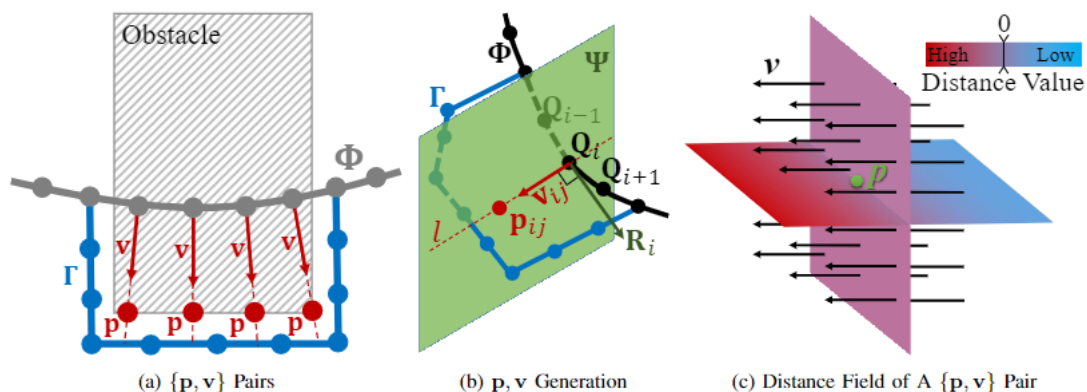 Obstacle
Φ
v v v v
Γ
p p p p
(a) {p, v} Pairs
Φ
Ψ
Γ
Q_{i−1}
Q_i
Q_{i+1}
v_{ij}
p_{ij}
l
R_i
(b) p, v Generation
0
High Low
Distance Value
v
p
(c) Distance Field of A {p, v} Pair